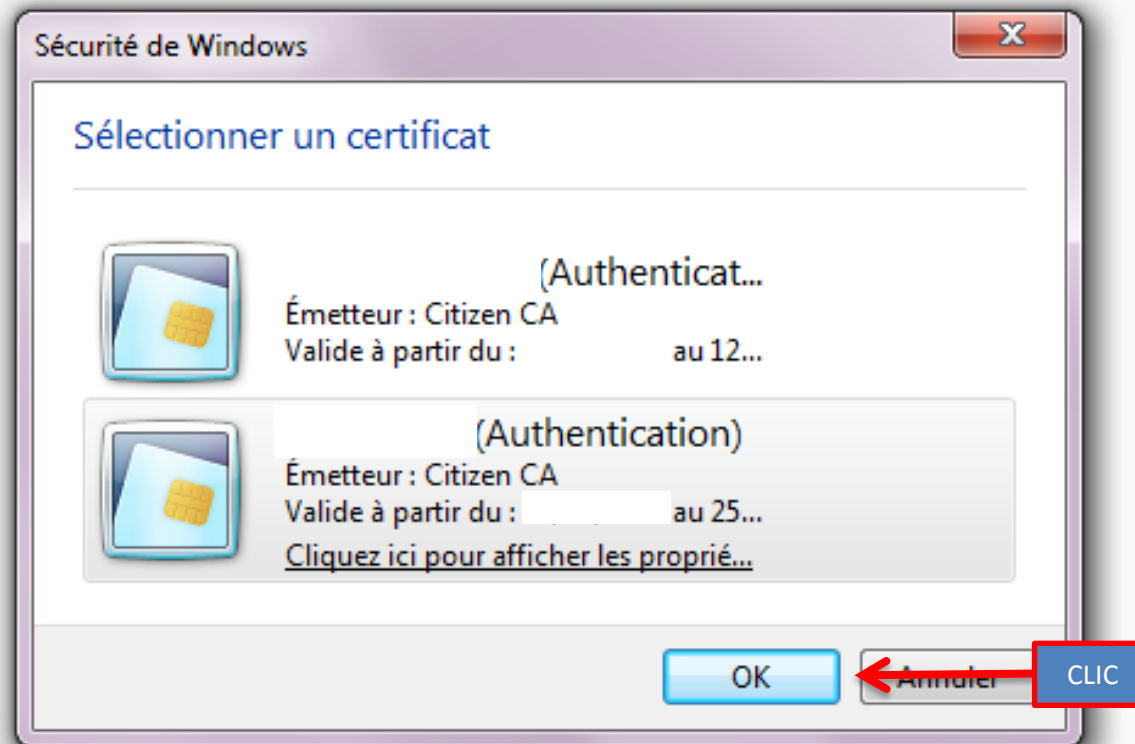 Sécurité de Windows
Sélectionner un certificat
(Authenticat...
Émetteur : Citizen CA
Valide à partir du : au 12...
(Authentication)
Émetteur : Citizen CA
Valide à partir du : au 25...
Cliquez ici pour afficher les proprié...
OK Annuler CLIC